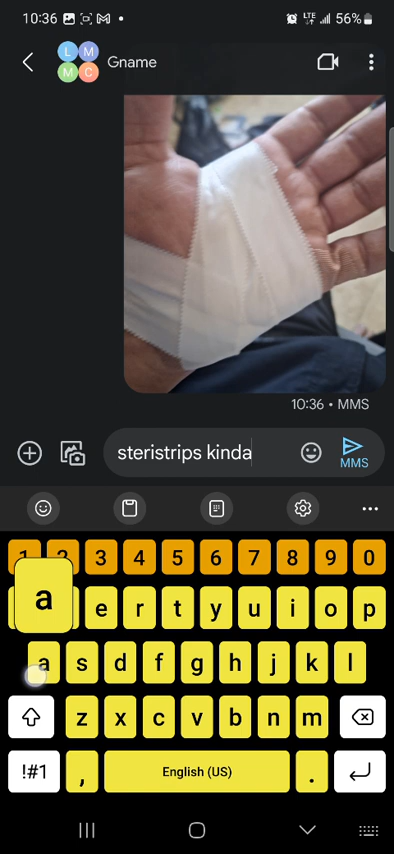 10:36 LTE 56%
L M Gname
M C
10:36 • MMS
steristrips kinda
MMS
1 2 3 4 5 6 7 8 9 0
a e r t y u i o p
a s d f g h j k l
z x c v b n m
!#1 , English (US) .